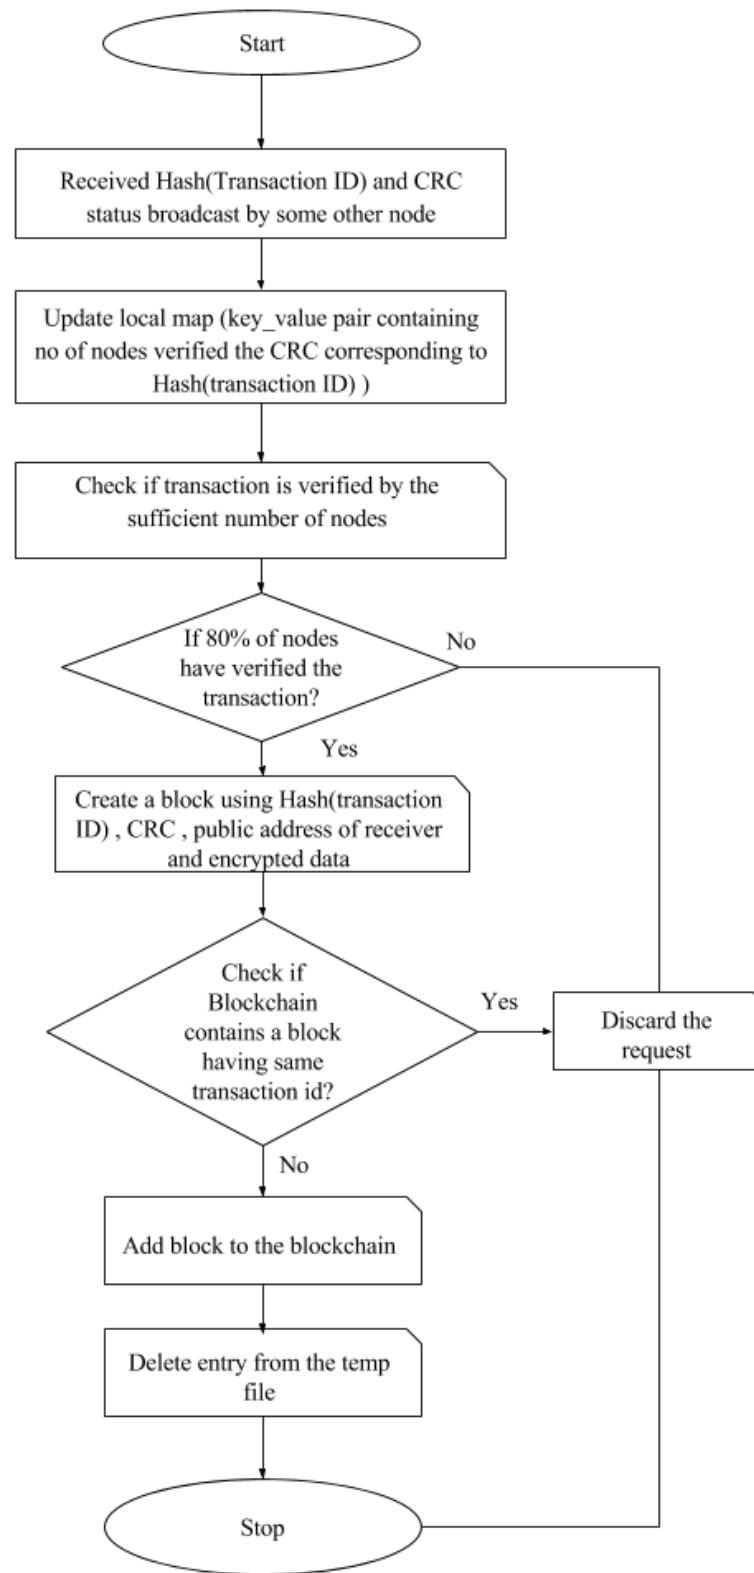 Start
Received Hash(Transaction ID) and CRC
status broadcast by some other node
Update local map (key_value pair containing
no of nodes verified the CRC corresponding to
Hash(transaction ID) )
Check if transaction is verified by the
sufficient number of nodes
If 80% of nodes
have verified the
transaction?
No
Yes
Create a block using Hash(transaction
ID) , CRC , public address of receiver
and encrypted data
Check if
Blockchain
contains a block
having same
transaction id?
Yes
Discard the
request
No
Add block to the blockchain
Delete entry from the temp
file
Stop